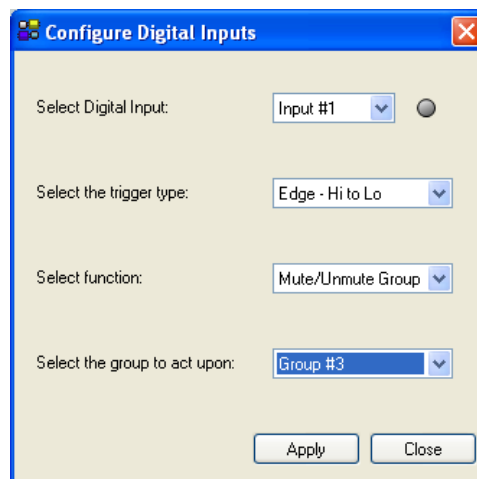 Configure Digital Inputs
Select Digital Input: Input #1
Select the trigger type: Edge - Hi to Lo
Select function: Mute/Unmute Group
Select the group to act upon: Group #3
Apply Close